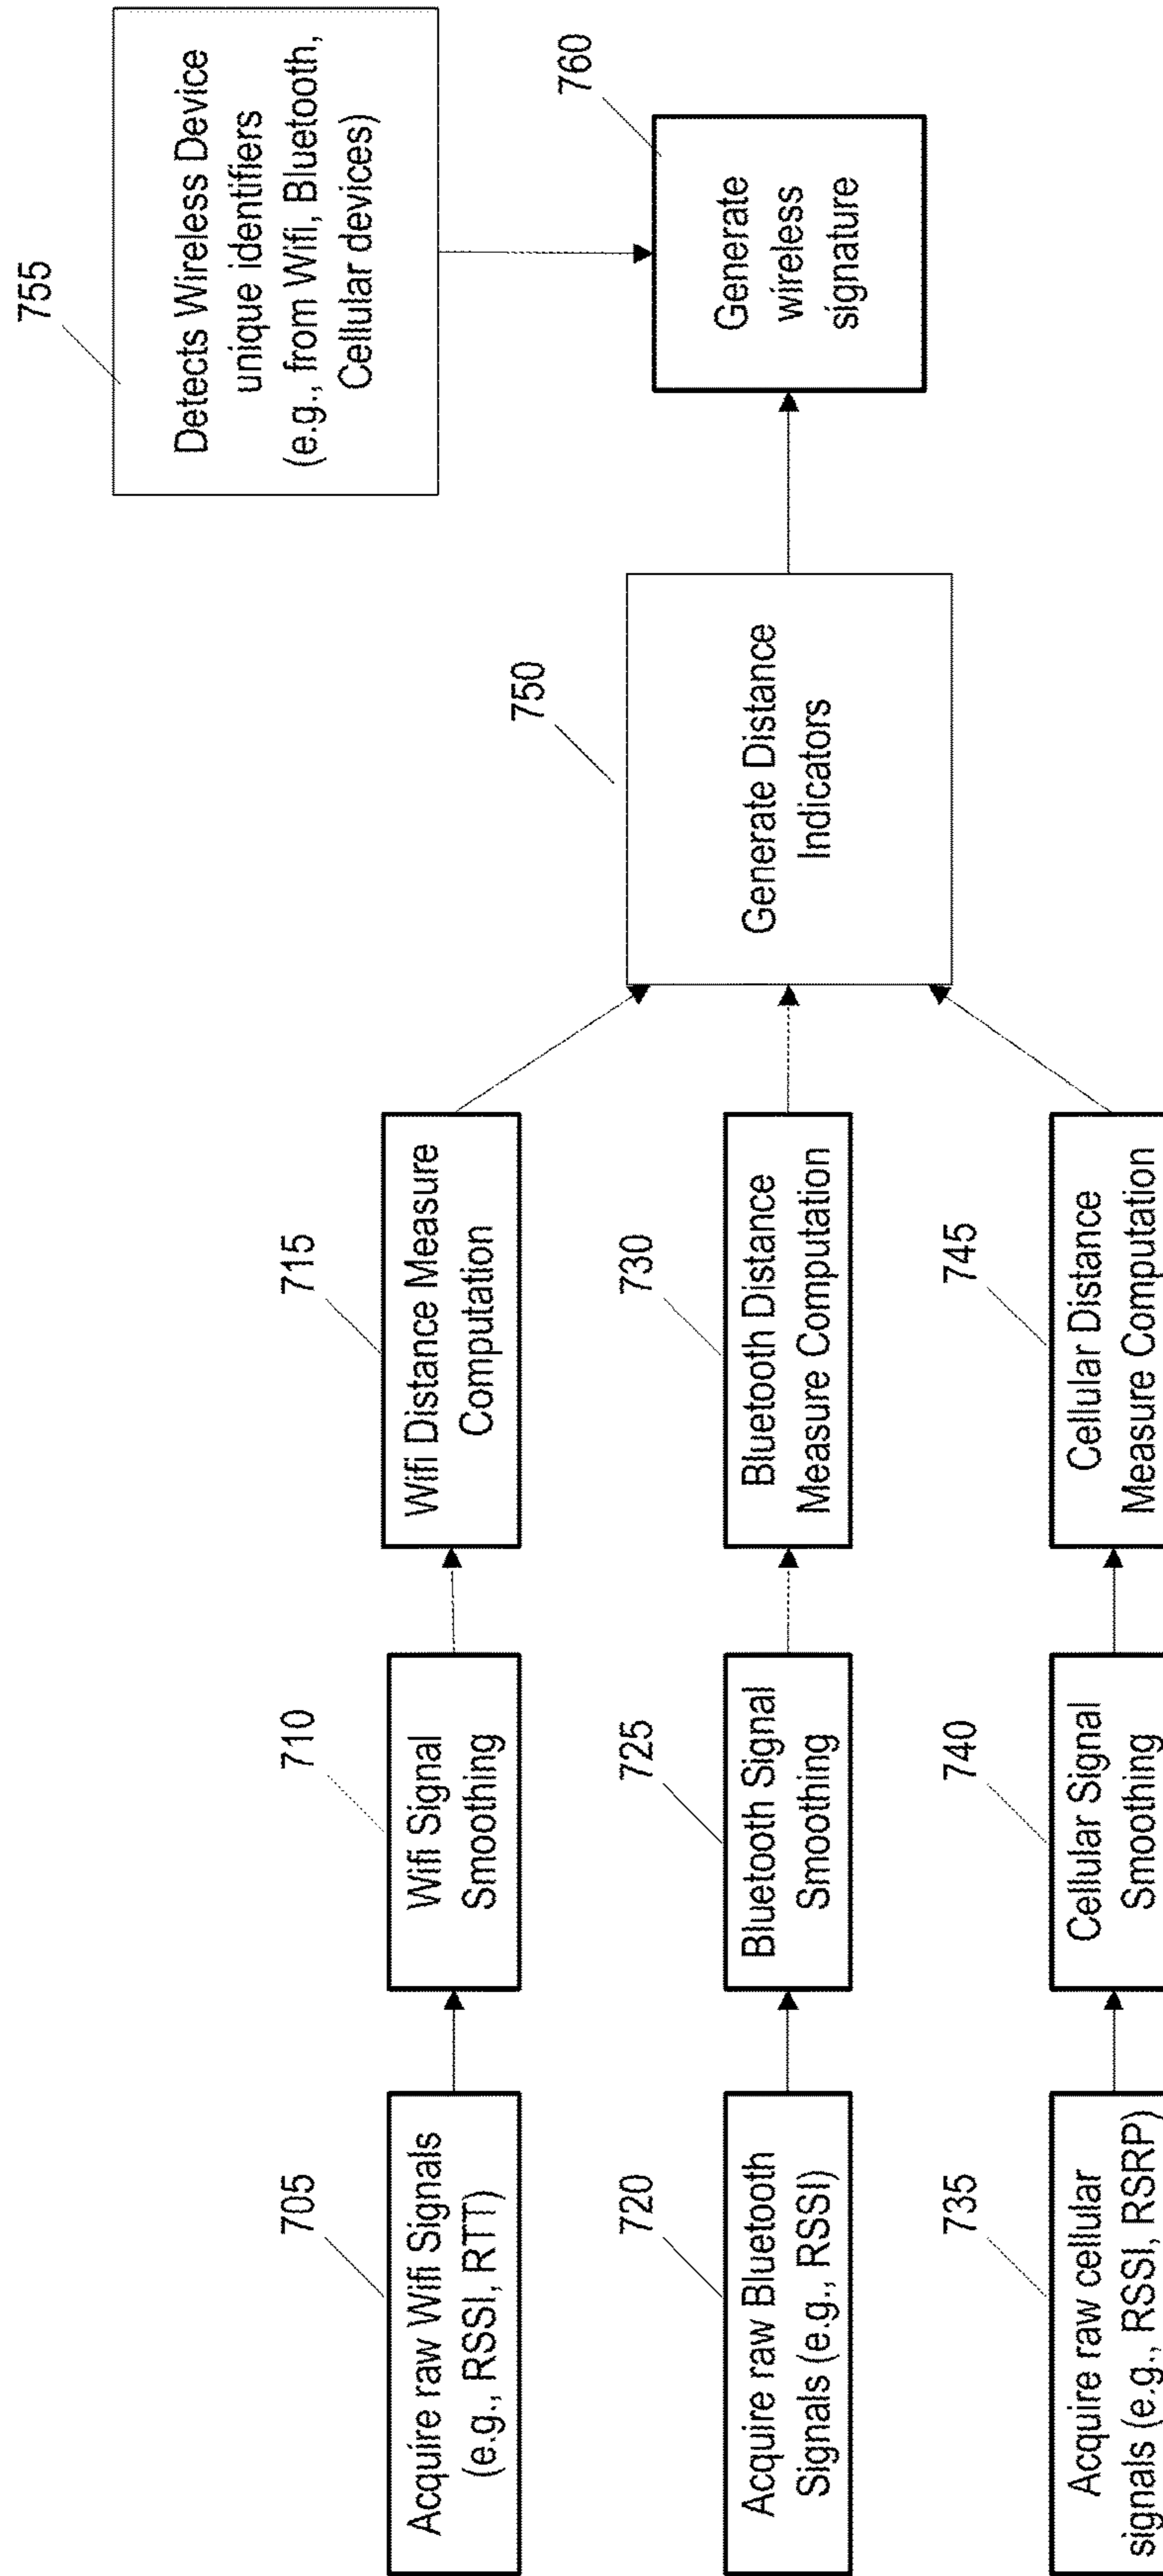 705
Acquire raw Wifi Signals
(e.g., RSSI, RTT)
710
Wifi Signal
Smoothing
715
Wifi Distance Measure
Computation
720
Acquire raw Bluetooth
Signals (e.g., RSSI)
725
Bluetooth Signal
Smoothing
730
Bluetooth Distance
Measure Computation
735
Acquire raw cellular
signals (e.g., RSSI, RSRP)
740
Cellular Signal
Smoothing
745
Cellular Distance
Measure Computation
750
Generate Distance
Indicators
755
Detects Wireless Device
unique identifiers
(e.g., from Wifi, Bluetooth,
Cellular devices)
760
Generate
wireless
signature